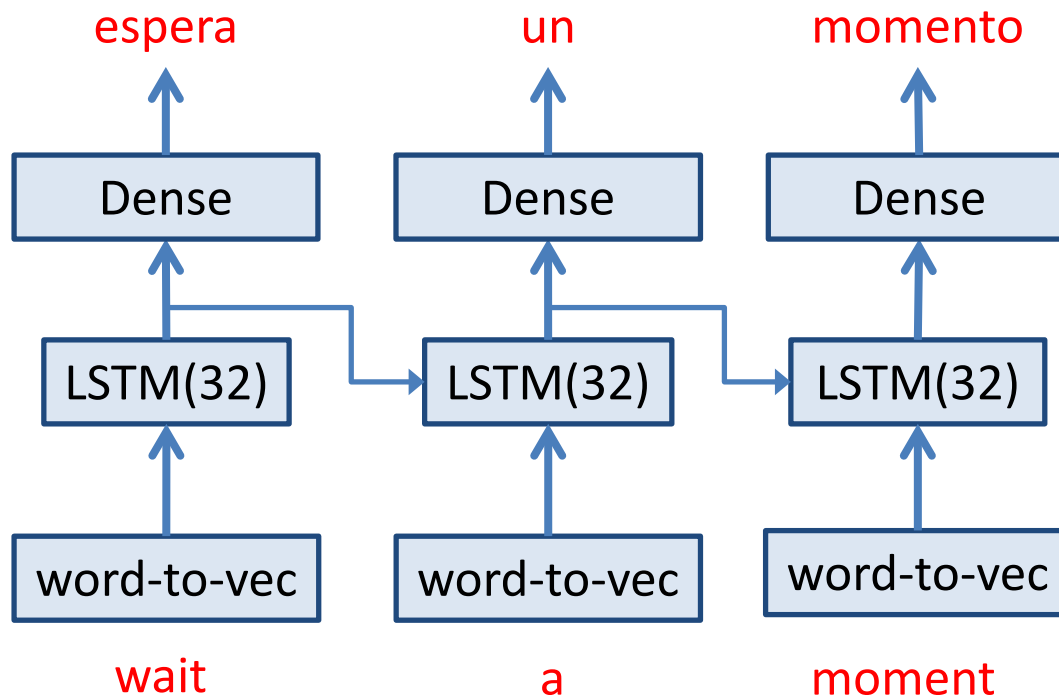 espera un momento
Dense Dense Dense
LSTM(32) LSTM(32) LSTM(32)
word-to-vec word-to-vec word-to-vec
wait a moment